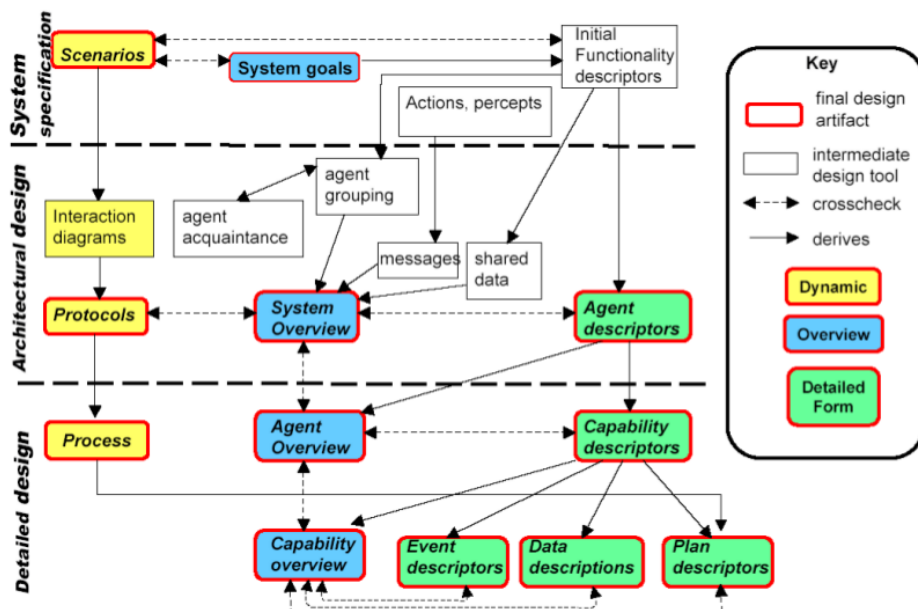 System
specification
Scenarios
System goals
Initial
Functionality
descriptors
Actions, percepts
Architectural design
agent
grouping
Interaction
diagrams
agent
acquaintance
messages
shared
data
Protocols
System
Overview
Agent
descriptors
Detailed design
Process
Agent
Overview
Capability
descriptors
Capability
overview
Event
descriptors
Data
descriptions
Plan
descriptors
Key
final design
artifact
intermediate
design tool
crosscheck
derives
Dynamic
Overview
Detailed
Form